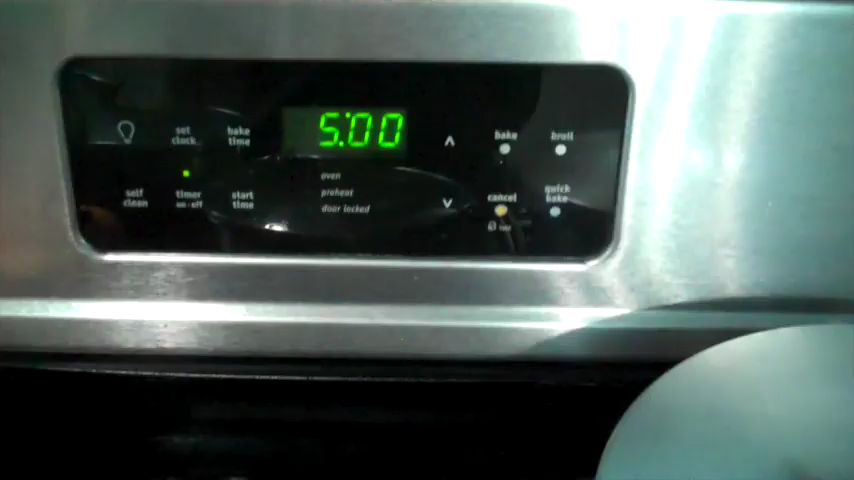 5:00
set clock
bake time
bake
broil
self clean
timer on·off
start time
oven
preheat
door locked
cancel
quick bake